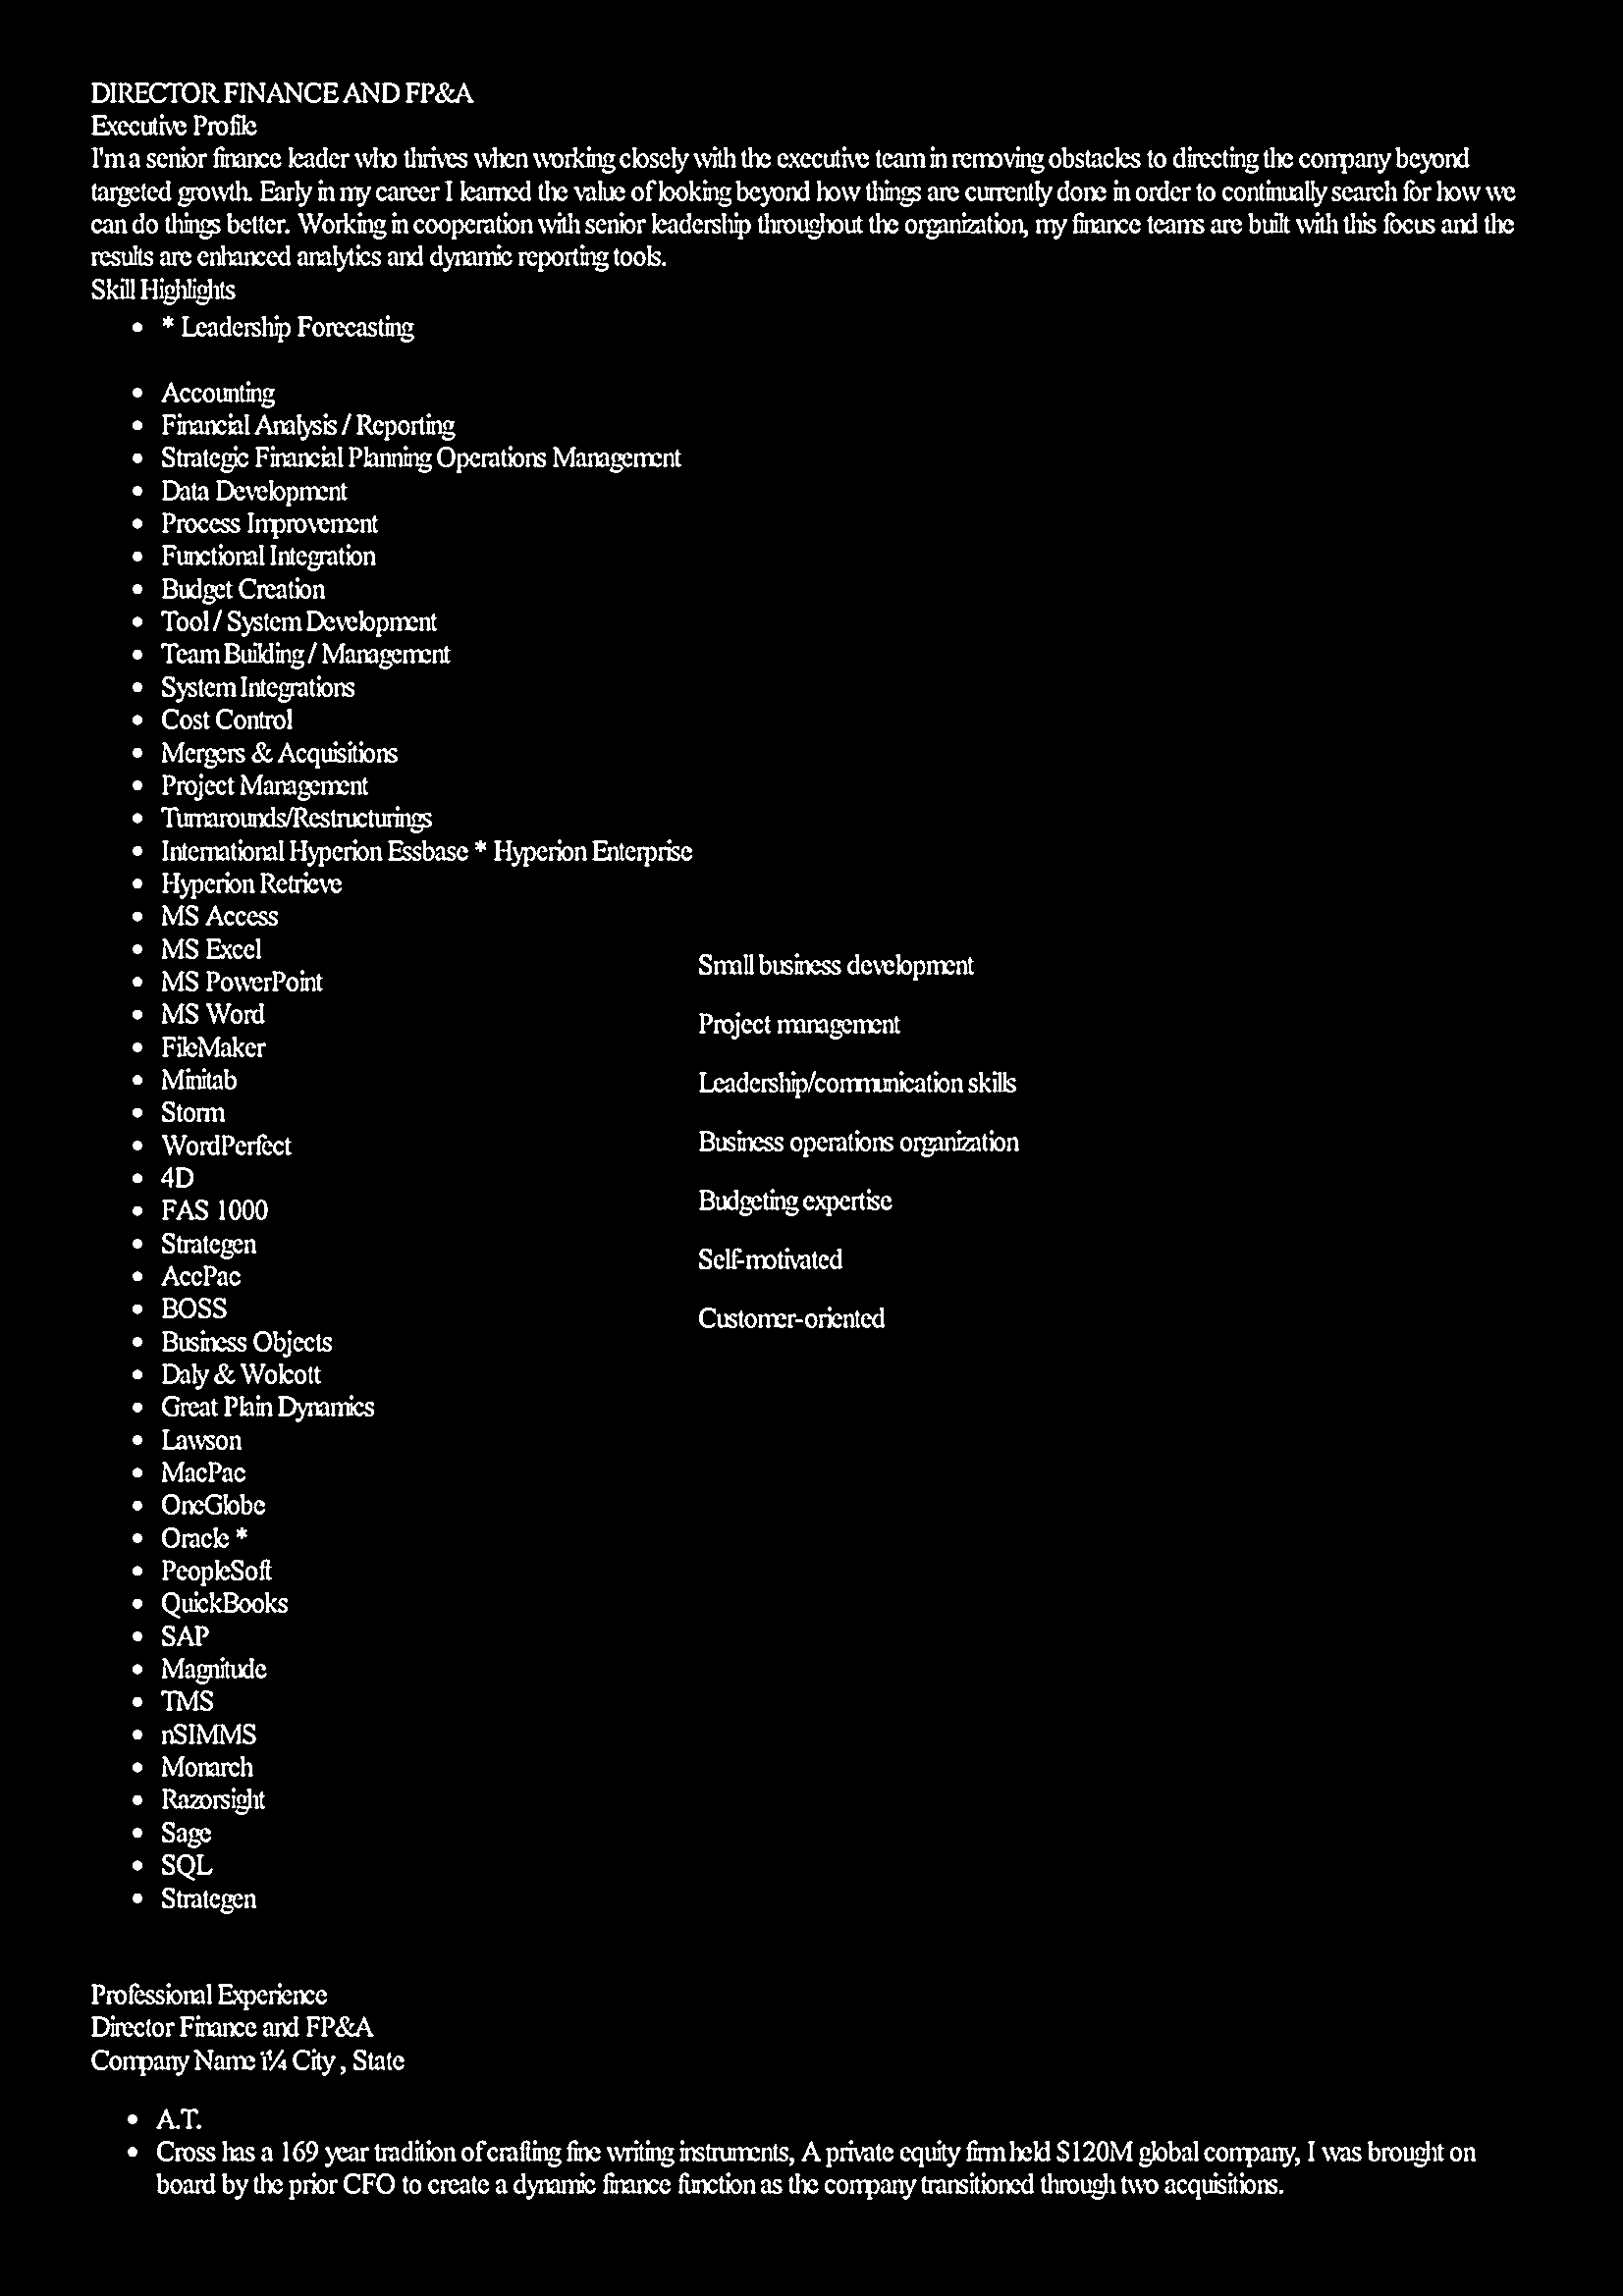 DIRECTOR FINANCE AND FP&A
Executive Profile
I'm a senior finance leader who thrives when working closely with the executive team in removing obstacles to directing the company beyond
targeted growth. Early in my career I learned the value of looking beyond how things are currently done in order to continually search for how we
can do things better. Working in cooperation with senior leadership throughout the organization, my finance teams are built with this focus and the
results are enhanced analytics and dynamic reporting tools.
Skill Highlights
• * Leadership Forecasting
• Accounting
• Financial Analysis / Reporting
• Strategic Financial Planning Operations Management
• Data Development
• Process Improvement
• Functional Integration
• Budget Creation
• Tool / System Development
• Team Building / Management
• System Integrations
• Cost Control
• Mergers & Acquisitions
• Project Management
• Turnarounds/Restructurings
• International Hyperion Essbase * Hyperion Enterprise
• Hyperion Retrieve
• MS Access
• MS Excel
• MS PowerPoint
• MS Word
• FileMaker
• Minitab
• Storm
• WordPerfect
• 4D
• FAS 1000
• Strategen
• AccPac
• BOSS
• Business Objects
• Daly & Wolcott
• Great Plain Dynamics
• Lawson
• MacPac
• OneGlobe
• Oracle *
• PeopleSoft
• QuickBooks
• SAP
• Magnitude
• TMS
• nSIMMS
• Monarch
• Razorsight
• Sage
• SQL
• Strategen
Small business development
Project management
Leadership/communication skills
Business operations organization
Budgeting expertise
Self-motivated
Customer-oriented
Professional Experience
Director Finance and FP&A
Company Name ï¼ City , State
• A.T.
• Cross has a 169 year tradition of crafting fine writing instruments, A private equity firm held $120M global company, I was brought on
board by the prior CFO to create a dynamic finance function as the company transitioned through two acquisitions.